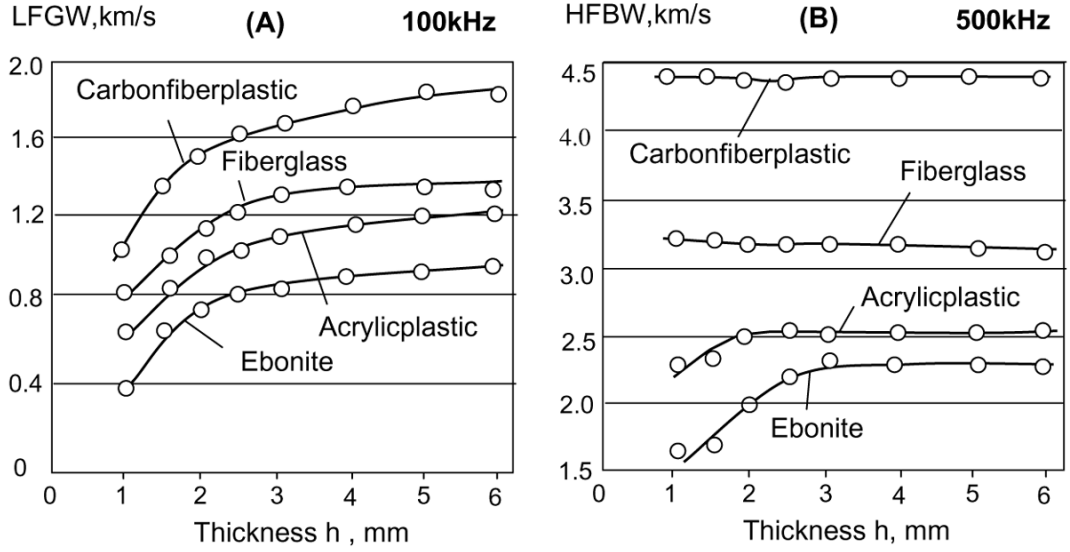 LFGW,km/s (A) 100kHz
2.0
Carbonfiberplastic
1.6
Fiberglass
1.2
0.8
Acrylicplastic
Ebonite
0.4
0
0 1 2 3 4 5 6
Thickness h , mm
HFBW,km/s (B) 500kHz
4.5
4.0
Carbonfiberplastic
Fiberglass
3.5
3.0
Acrylicplastic
2.5
2.0
Ebonite
1.5
0 1 2 3 4 5 6
Thickness h, mm